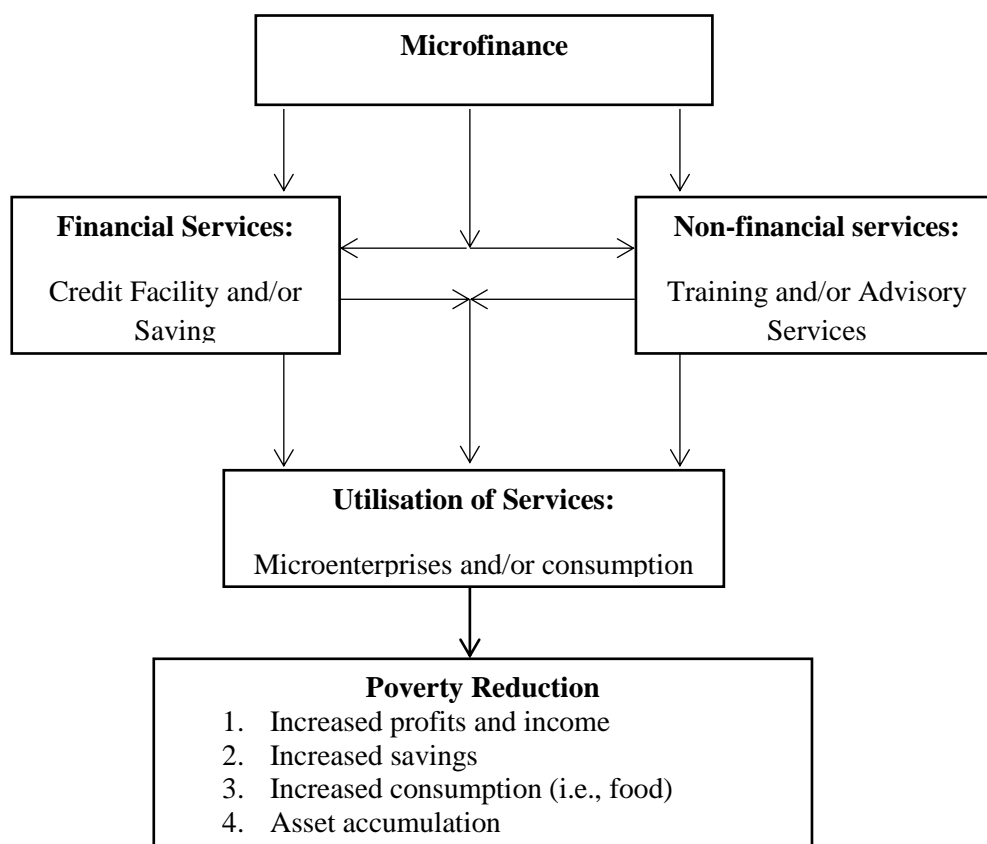 Microfinance
Financial Services:
Credit Facility and/or
Saving
Non-financial services:
Training and/or Advisory
Services
Utilisation of Services:
Microenterprises and/or consumption
Poverty Reduction
1. Increased profits and income
2. Increased savings
3. Increased consumption (i.e., food)
4. Asset accumulation